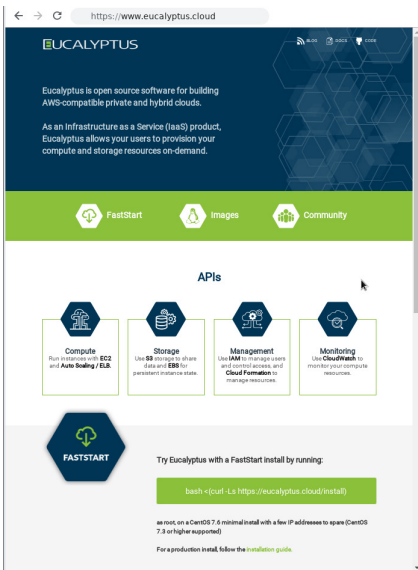 https://www.eucalyptus.cloud
EUCALYPTUS
BLOG DOCS CODE
Eucalyptus is open source software for building
AWS-compatible private and hybrid clouds.
As an Infrastructure as a Service (IaaS) product,
Eucalyptus allows your users to provision your
compute and storage resources on-demand.
FastStart Images Community
APIs
Compute
Run instances with EC2
and Auto Scaling / ELB.
Storage
Use S3 storage to share
data and EBS for
persistent instance state.
Management
Use IAM to manage users
and control access, and
Cloud Formation to
manage resources.
Monitoring
Use CloudWatch to
monitor your compute
resources.
FASTSTART
Try Eucalyptus with a FastStart install by running:
bash <(curl -Ls https://eucalyptus.cloud/install)
as root, on a CentOS 7.6 minimal install with a few IP addresses to spare (CentOS
7.3 or higher supported)
For a production install, follow the installation guide.